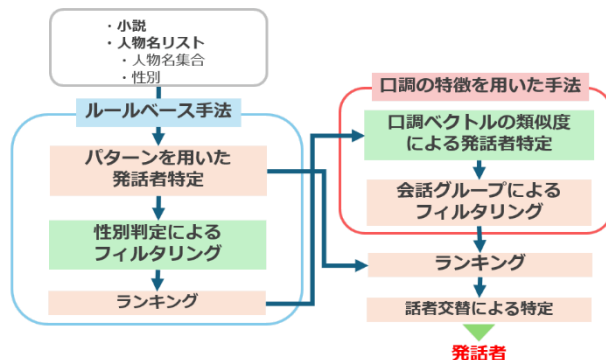 ・小説
・人物名リスト
・人物名集合
・性別
ルールベース手法
パターンを用いた
発話者特定
性別判定による
フィルタリング
ランキング
口調の特徴を用いた手法
口調ベクトルの類似度
による発話者特定
会話グループによる
フィルタリング
ランキング
話者交替による特定
発話者